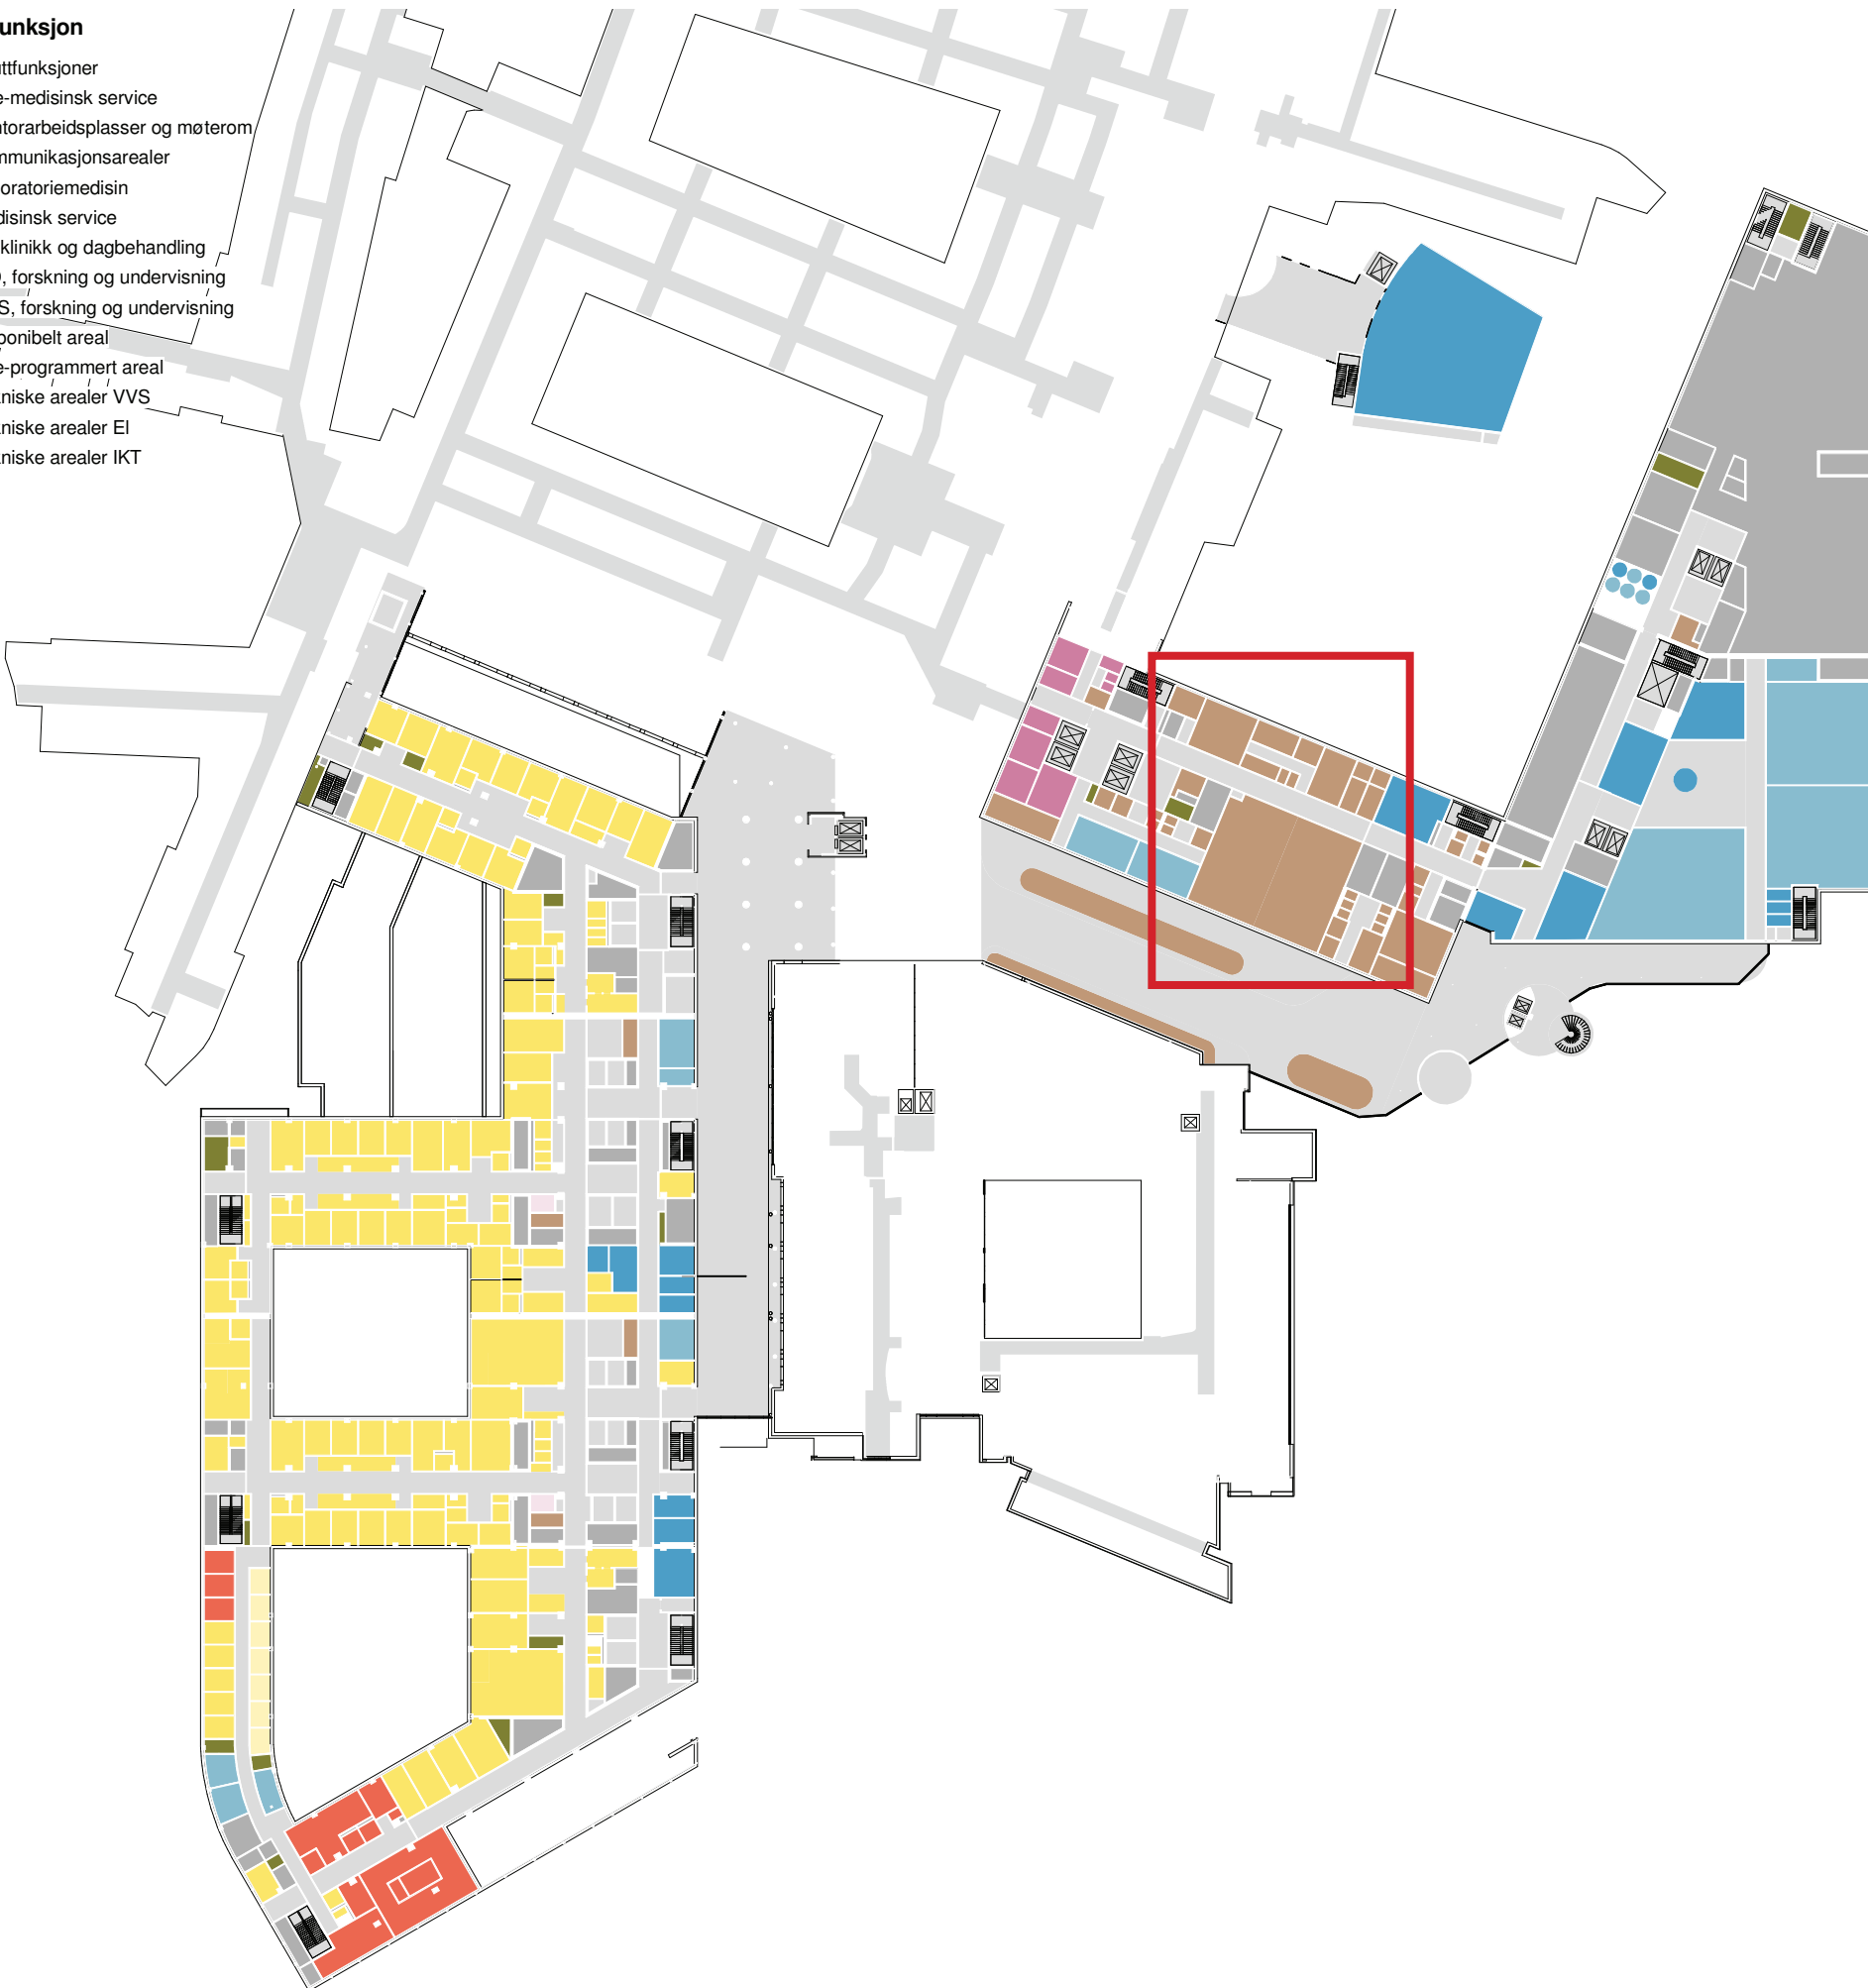 unksjon
ttfunksjoner
e-medisinsk service
ntorarbeidsplasser og møterom
mmunikasjonsarealer
oratoriemedisin
disinsk service
klinikk og dagbehandling
, forskning og undervisning
S, forskning og undervisning
ponibelt areal
e-programmert areal
niske arealer VVS
niske arealer El
niske arealer IKT